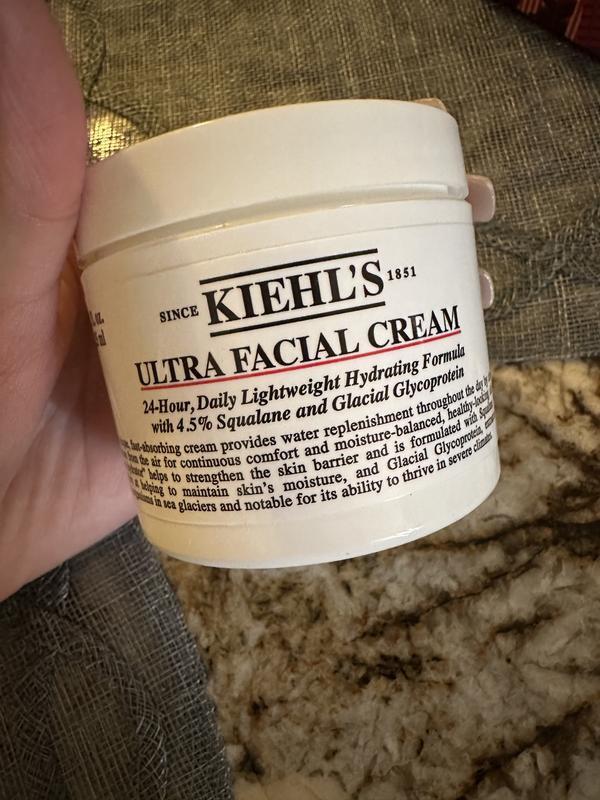 SINCE KIEHL'S 1851
ULTRA FACIAL CREAM
24-Hour, Daily Lightweight Hydrating Formula
with 4.5% Squalane and Glacial Glycoprotein
fast-absorbing cream provides water replenishment throughout the day by
from the air for continuous comfort and moisture-balanced, healthy-looking
helps to strengthen the skin barrier and is formulated with
helping to maintain skin's moisture, and Glacial Glycoprotein,
in sea glaciers and notable for its ability to thrive in severe climates.
oz.
ml